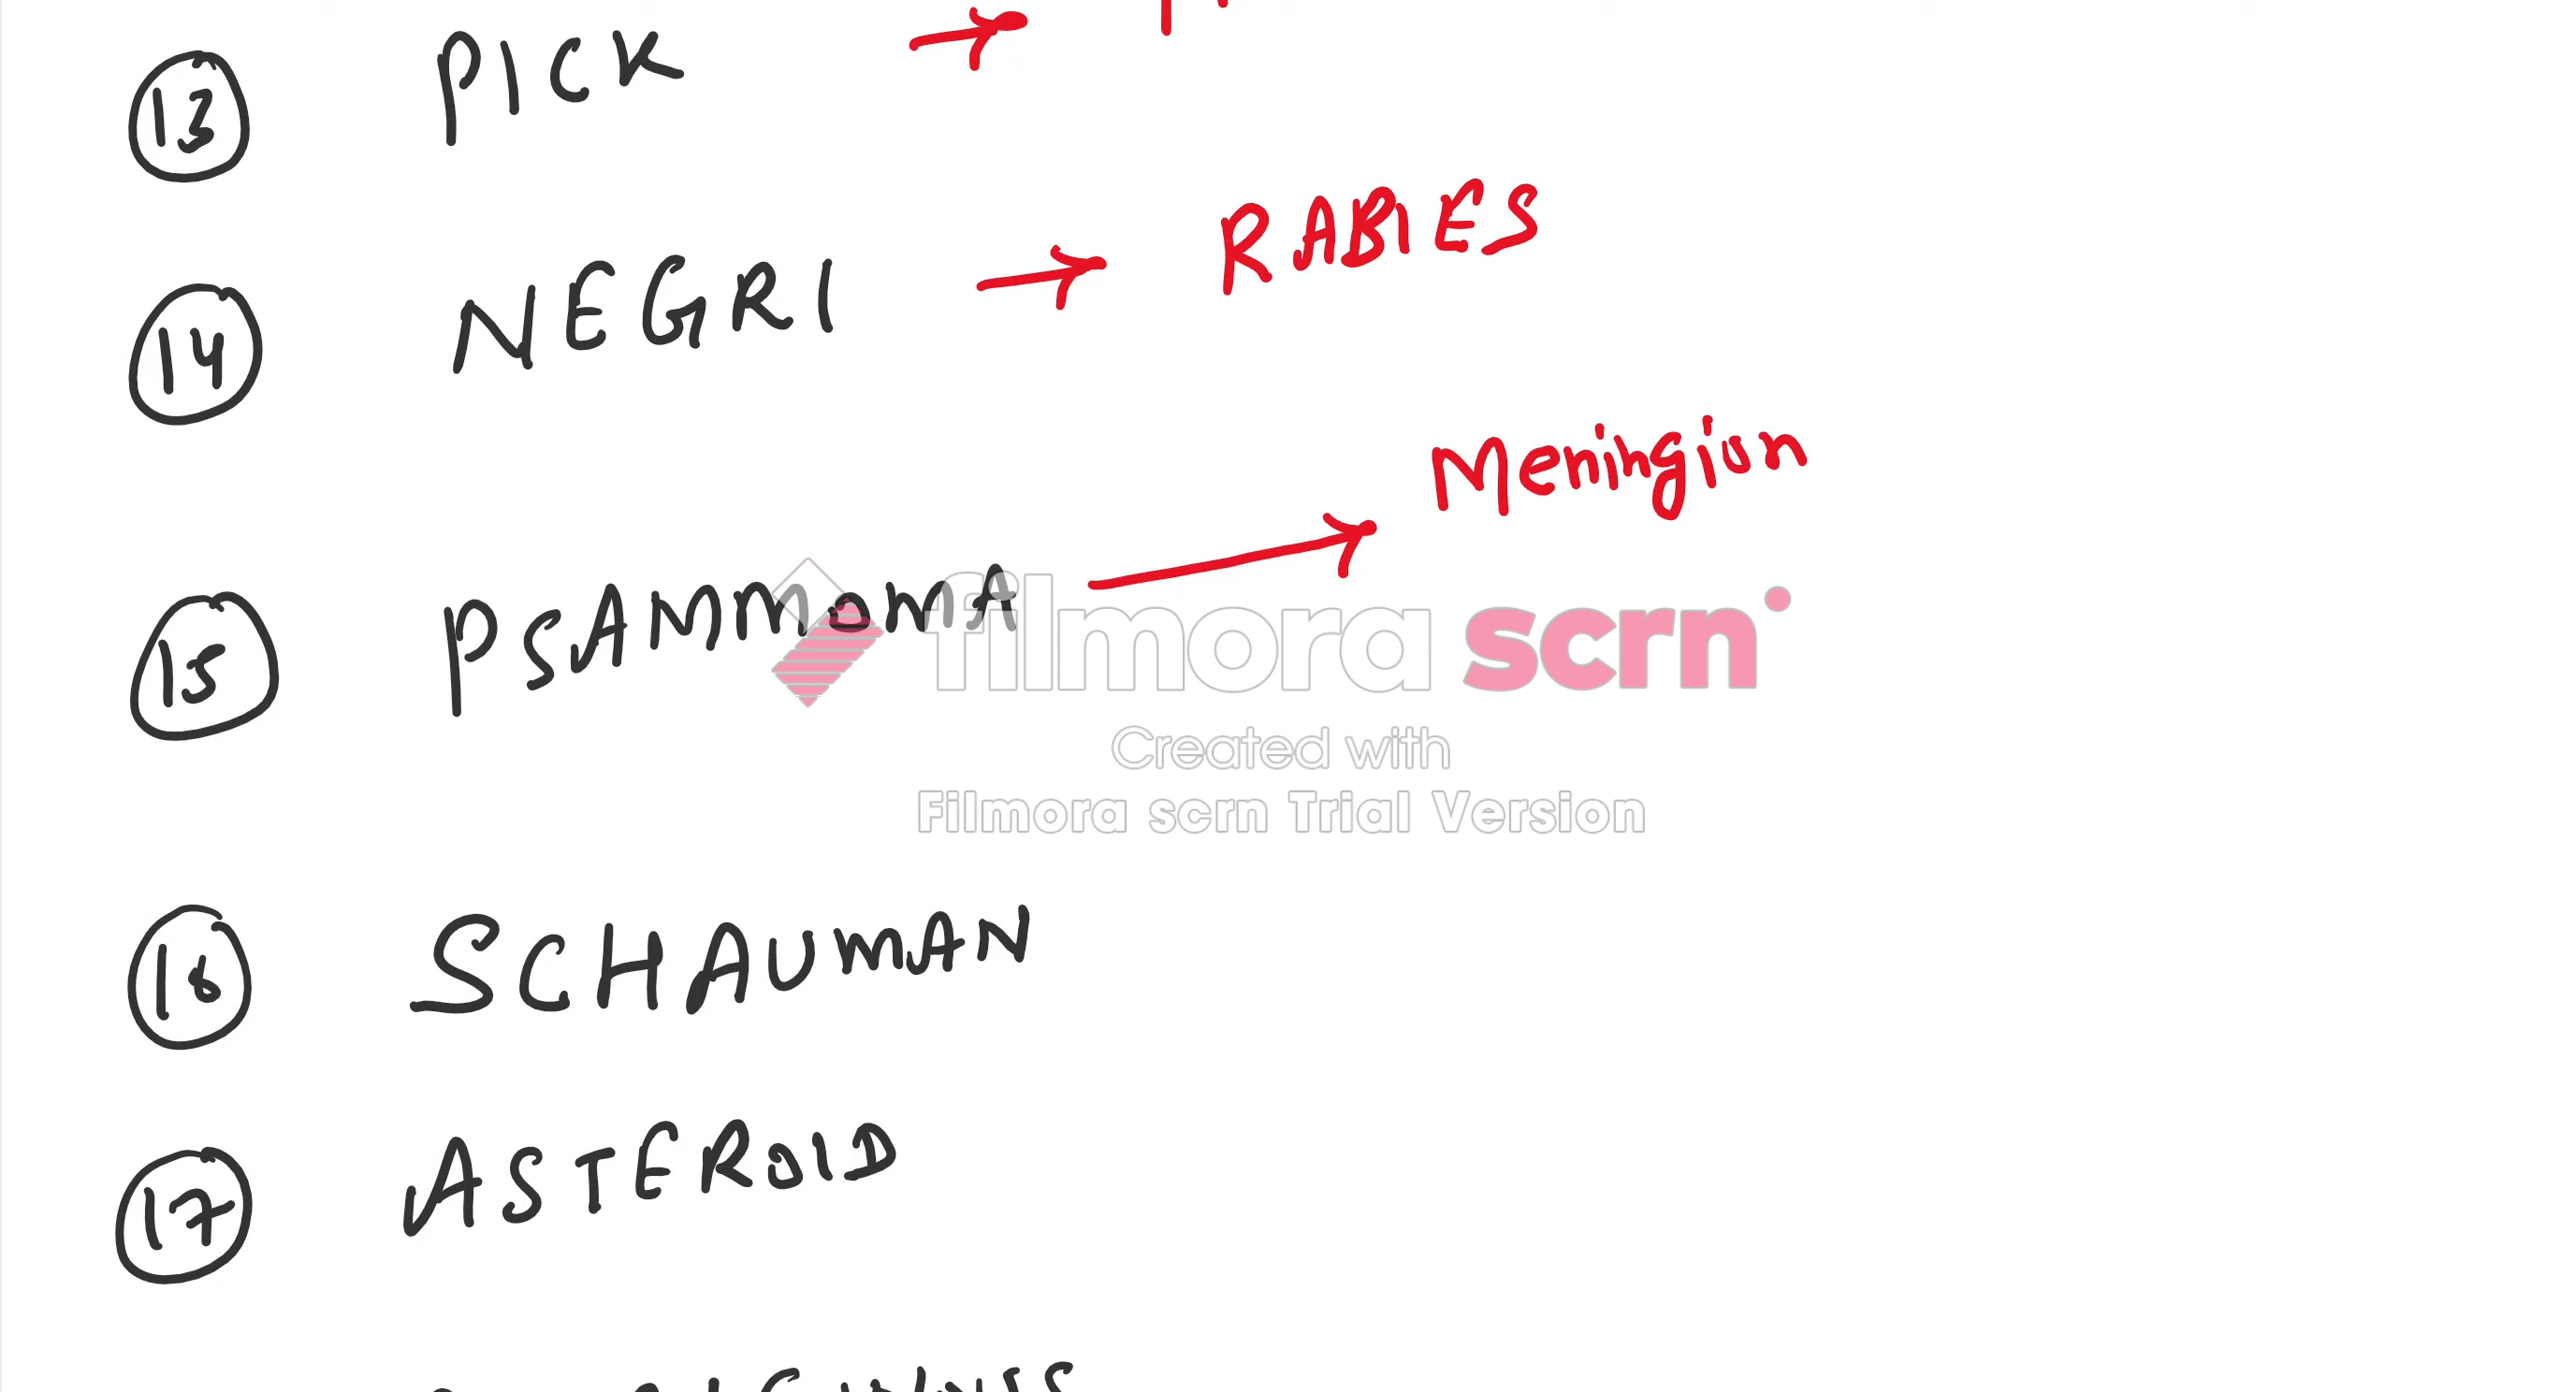 13 PICK →
14 NEGRI → RABIES
15 PSAMMOMA → Meningion
filmora scrn
Created with
Filmora scrn Trial Version
16 SCHAUMAN
17 ASTEROID